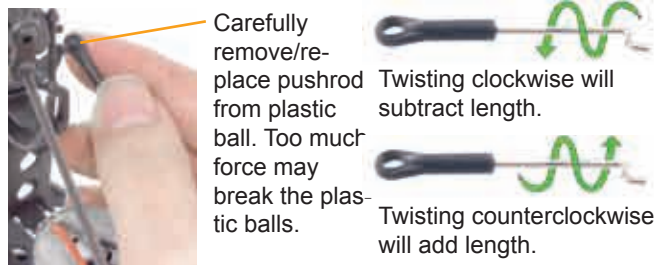 Carefully
remove/re-
place pushrod
from plastic
ball. Too much
force may
break the plas-
tic balls.
Twisting clockwise will
subtract length.
Twisting counterclockwise
will add length.